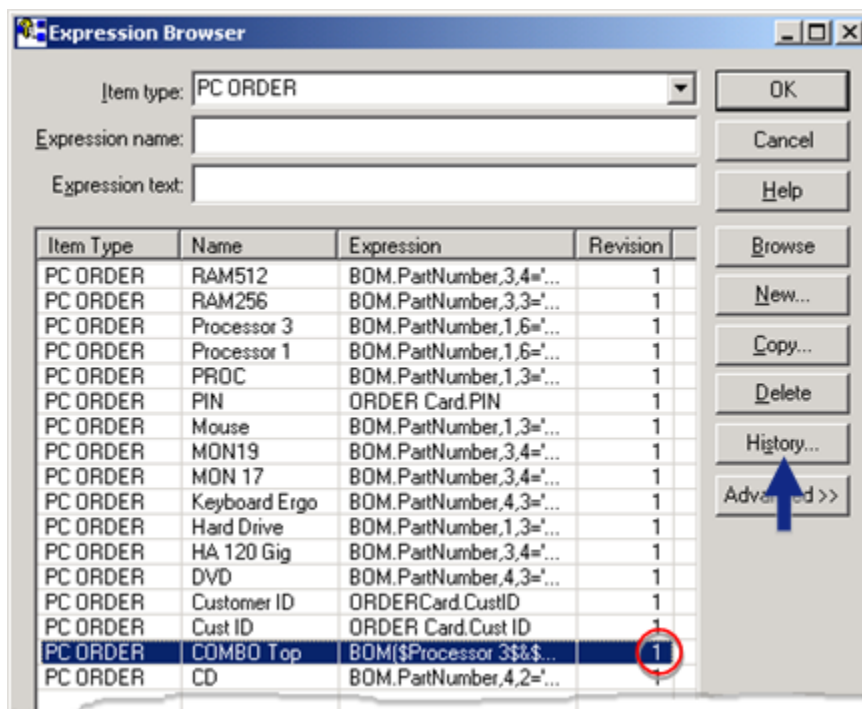 Expression Browser
Item type: PC ORDER
OK
Expression name:
Cancel
Expression text:
Help
Item Type Name Expression Revision
Browse
PC ORDER RAM512 BOM.PartNumber,3,4='... 1
PC ORDER RAM256 BOM.PartNumber,3,3='... 1
New...
PC ORDER Processor 3 BOM.PartNumber,1,6='... 1
PC ORDER Processor 1 BOM.PartNumber,1,6='... 1
Copy...
PC ORDER PROC BOM.PartNumber,1,3='... 1
PC ORDER PIN ORDER Card.PIN 1
Delete
PC ORDER Mouse BOM.PartNumber,1,3='... 1
PC ORDER MON19 BOM.PartNumber,3,4='... 1
History...
PC ORDER MON 17 BOM.PartNumber,3,4='... 1
PC ORDER Keyboard Ergo BOM.PartNumber,4,3='... 1
Advanced >>
PC ORDER Hard Drive BOM.PartNumber,1,3='... 1
PC ORDER HA 120 Gig BOM.PartNumber,3,4='... 1
PC ORDER DVD BOM.PartNumber,4,3='... 1
PC ORDER Customer ID ORDERCard.CustID 1
PC ORDER Cust ID ORDER Card.Cust ID 1
PC ORDER COMBO Top BOM($Processor 3$&$... 1
PC ORDER CD BOM.PartNumber,4,2='... 1